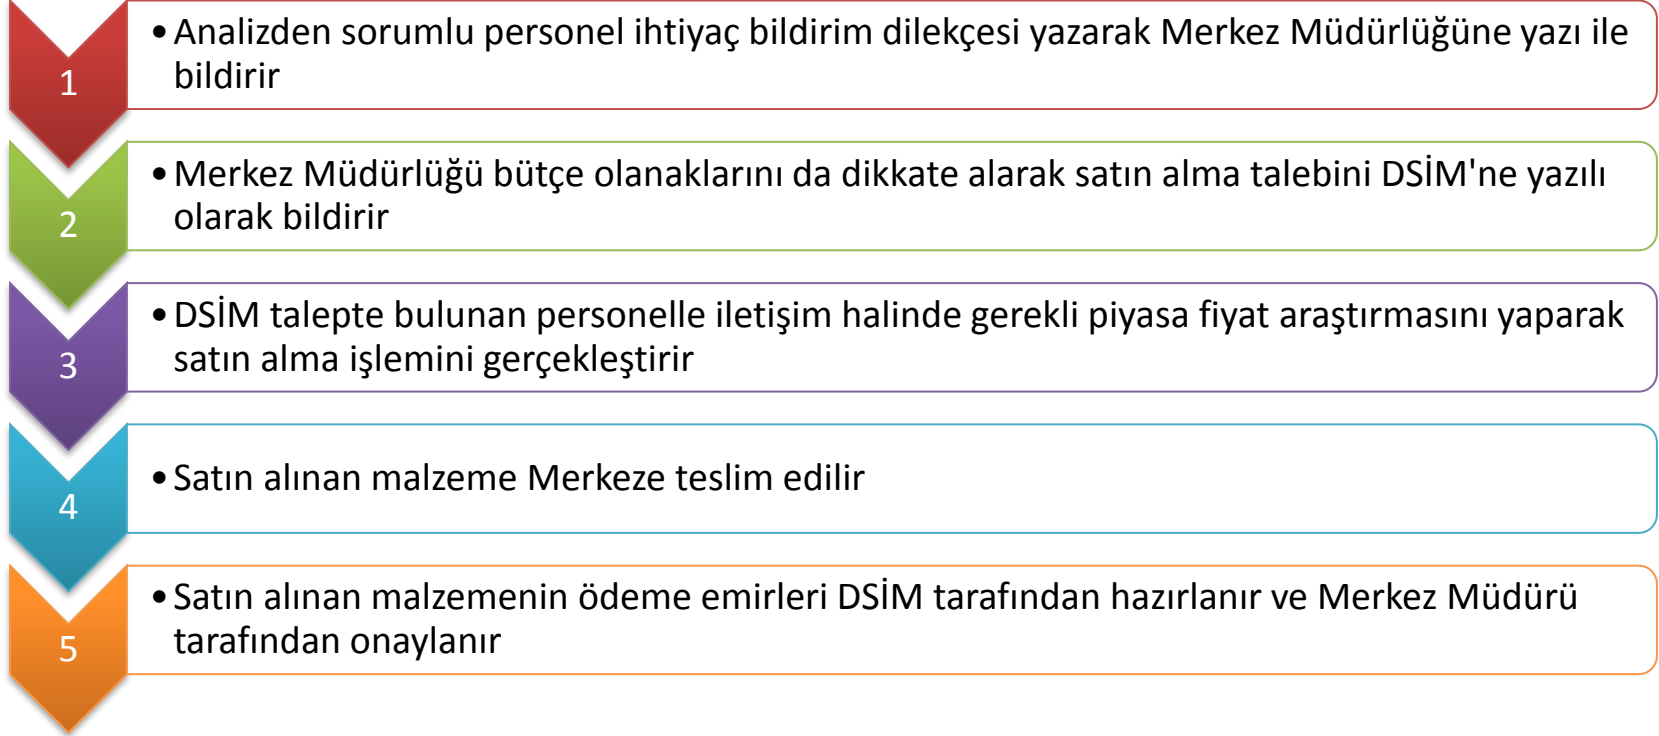 1
• Analizden sorumlu personel ihtiyaç bildirim dilekçesi yazarak Merkez Müdürlüğüne yazı ile
bildirir
2
• Merkez Müdürlüğü bütçe olanaklarını da dikkate alarak satın alma talebini DSİM'ne yazılı
olarak bildirir
3
• DSİM talepte bulunan personelle iletişim halinde gerekli piyasa fiyat araştırmasını yaparak
satın alma işlemini gerçekleştirir
4
• Satın alınan malzeme Merkeze teslim edilir
5
• Satın alınan malzemenin ödeme emirleri DSİM tarafından hazırlanır ve Merkez Müdürü
tarafından onaylanır